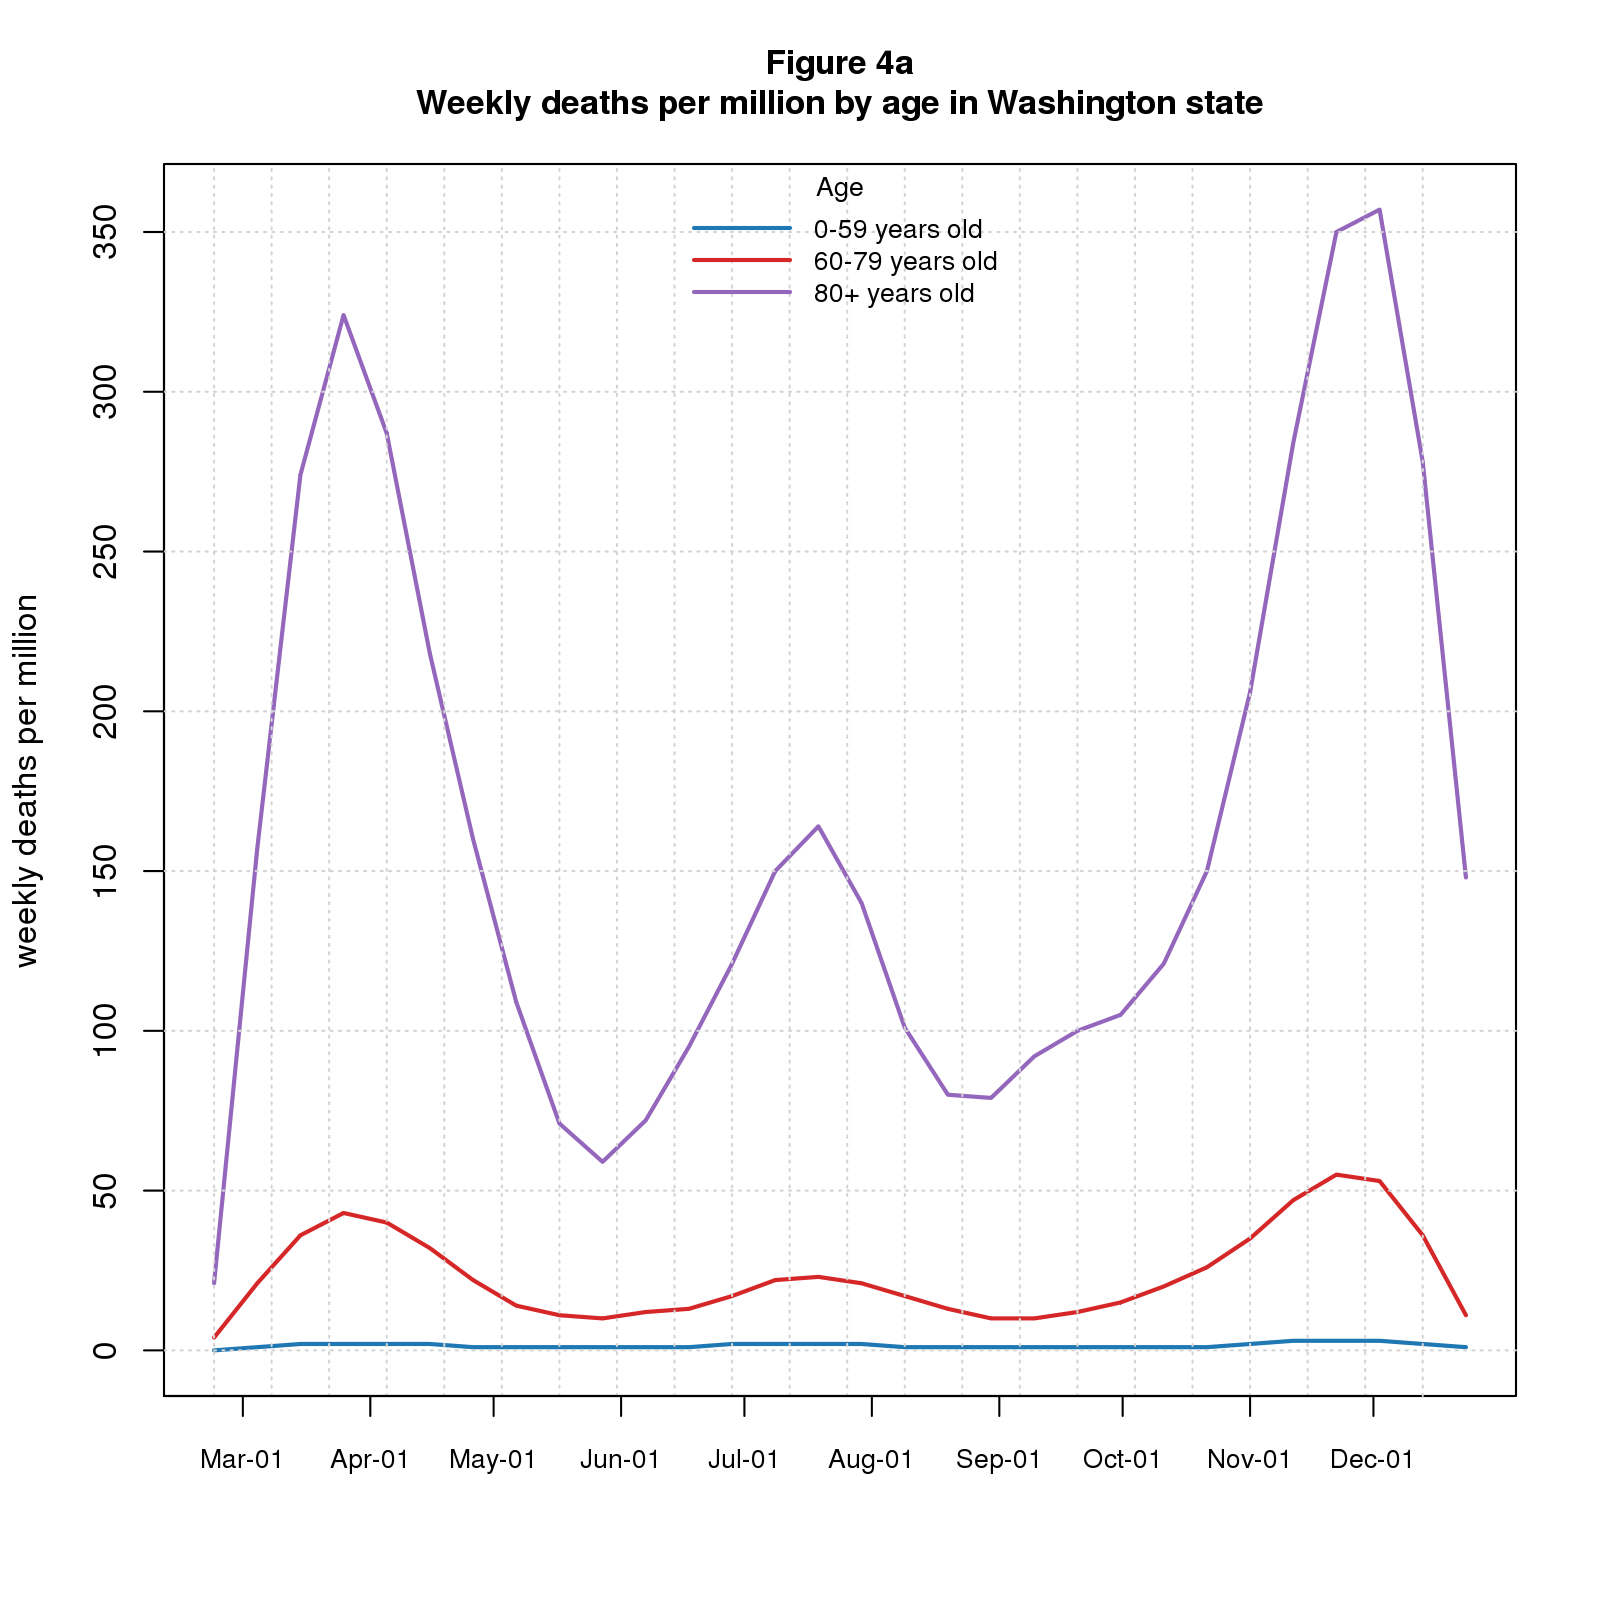 Figure 4a
Weekly deaths per million by age in Washington state
Age
0-59 years old
60-79 years old
80+ years old
weekly deaths per million
350
300
250
200
150
100
50
0
Mar-01 Apr-01 May-01 Jun-01 Jul-01 Aug-01 Sep-01 Oct-01 Nov-01 Dec-01